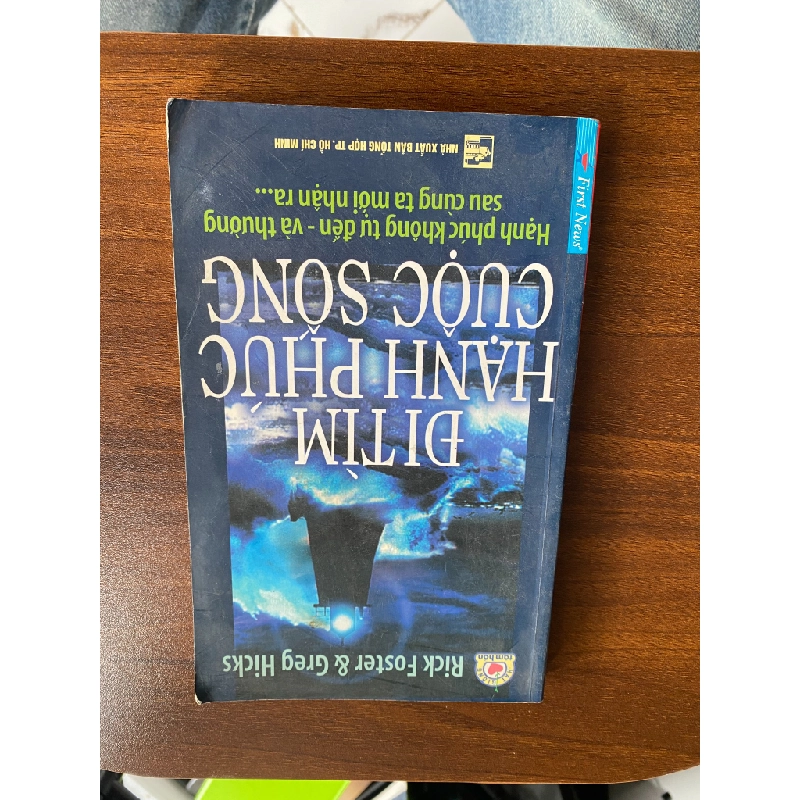 Rick Foster & Greg Hicks
ĐI TÌM
HẠNH PHÚC
CUỘC SỐNG
Hạnh phúc không tự đến - và thường
sau cùng ta mới nhận ra...
NHÀ XUẤT BẢN TỔNG HỢP TP. HỒ CHÍ MINH
First News